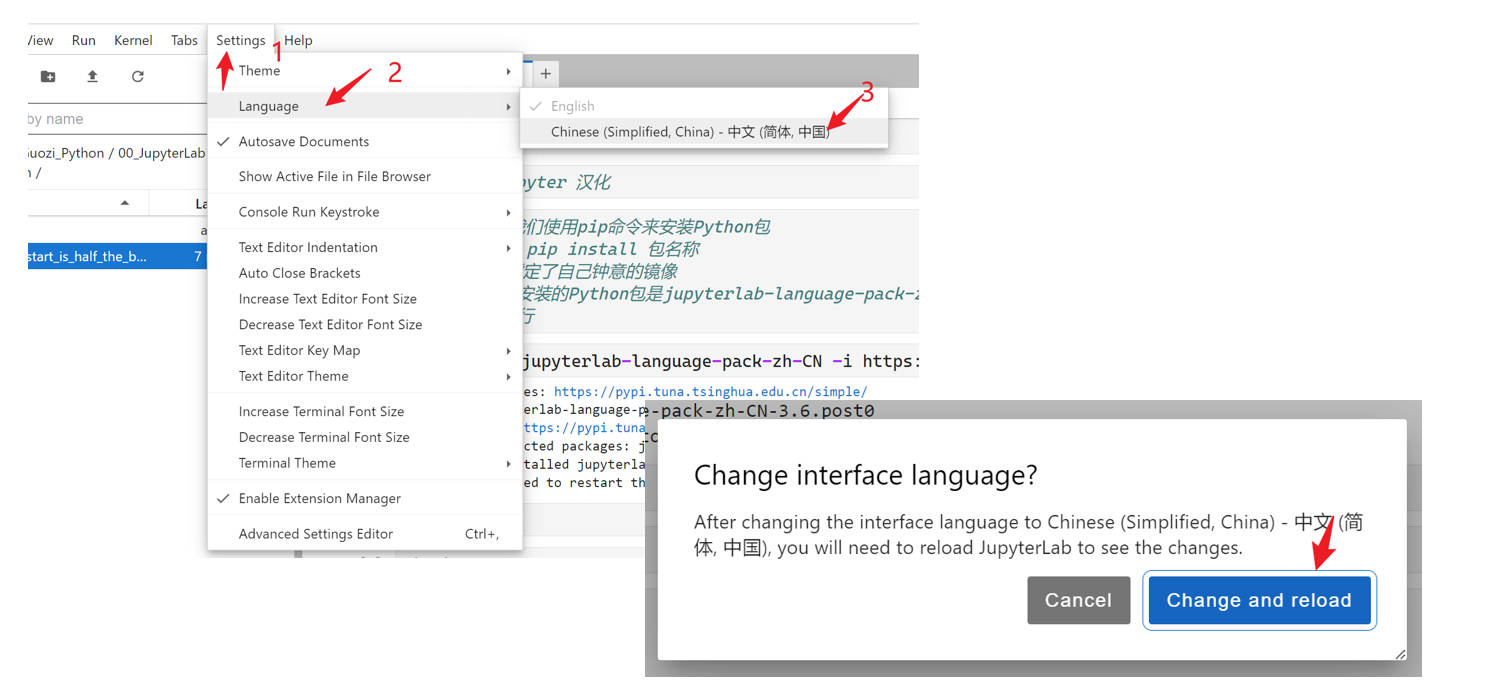 View Run Kernel Tabs Settings Help
1
Theme
2
Language
3
English
Chinese (Simplified, China) - 中文 (简体, 中国)
by name
Autosave Documents
Guozi_Python / 00_JupyterLab
/
Show Active File in File Browser
汉化
Console Run Keystroke
们使用pip命令来安装Python包
Text Editor Indentation
pip install 包名称
start_is_half_the_b... 7
Auto Close Brackets
定了自己钟意的镜像
Increase Text Editor Font Size
安装的Python包是jupyterlab-language-pack-z
Decrease Text Editor Font Size
行
Text Editor Key Map
jupyterlab-language-pack-zh-CN -i https:
Text Editor Theme
es: https://pypi.tuna.tsinghua.edu.cn/simple/
Increase Terminal Font Size
erlab-language-p
e-pack-zh-CN-3.6.post0
ttps://pypi.tuna
Decrease Terminal Font Size
cted packages: j
Terminal Theme
talled jupyterla
ed to restart th
Enable Extension Manager
Advanced Settings Editor Ctrl+,
Change interface language?
After changing the interface language to Chinese (Simplified, China) - 中文 (简
体, 中国), you will need to reload JupyterLab to see the changes.
Cancel Change and reload